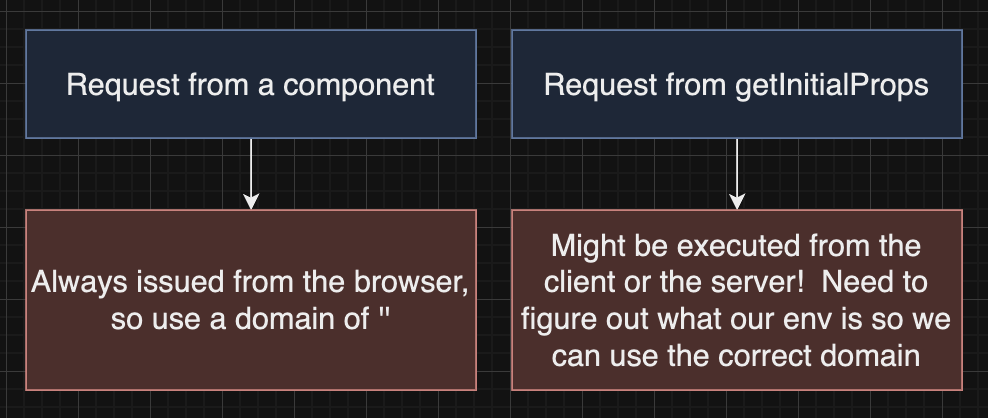 Request from a component
Request from getInitialProps
Always issued from the browser,
so use a domain of ''
Might be executed from the
client or the server!  Need to
figure out what our env is so we
can use the correct domain